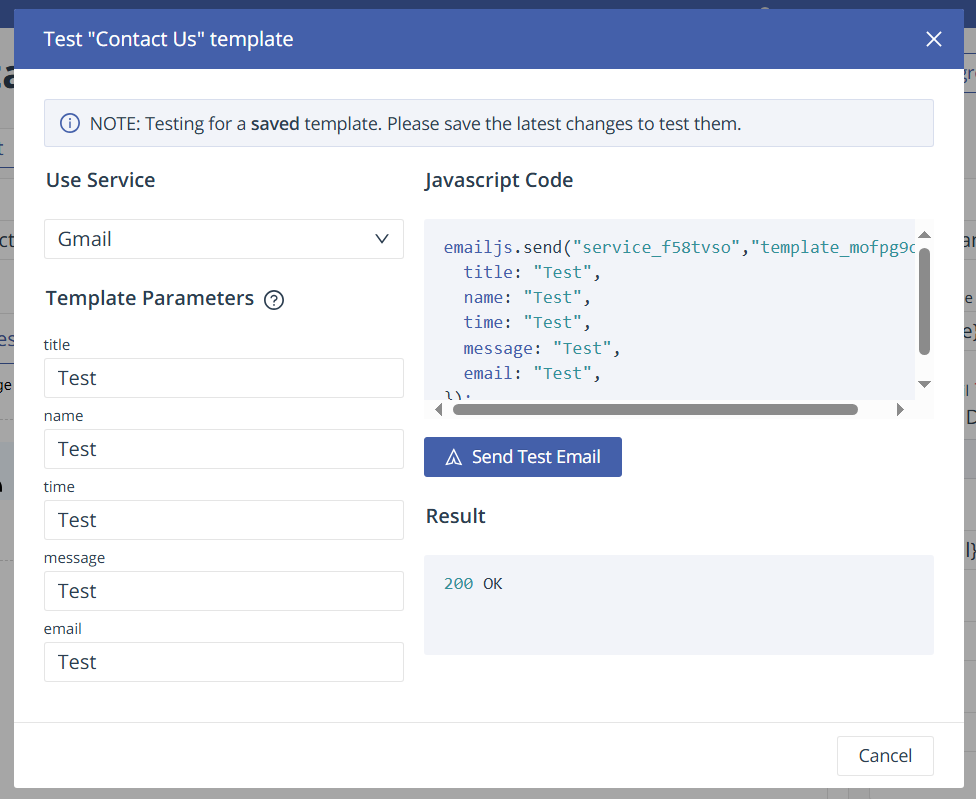 Test "Contact Us" template
NOTE: Testing for a saved template. Please save the latest changes to test them.
Use Service
Gmail
Template Parameters
title
Test
name
Test
time
Test
message
Test
email
Test
Javascript Code
emailjs.send("service_f58tvso","template_mofpg9c
title: "Test",
name: "Test",
time: "Test",
message: "Test",
email: "Test",
});
Send Test Email
Result
200 OK
Cancel